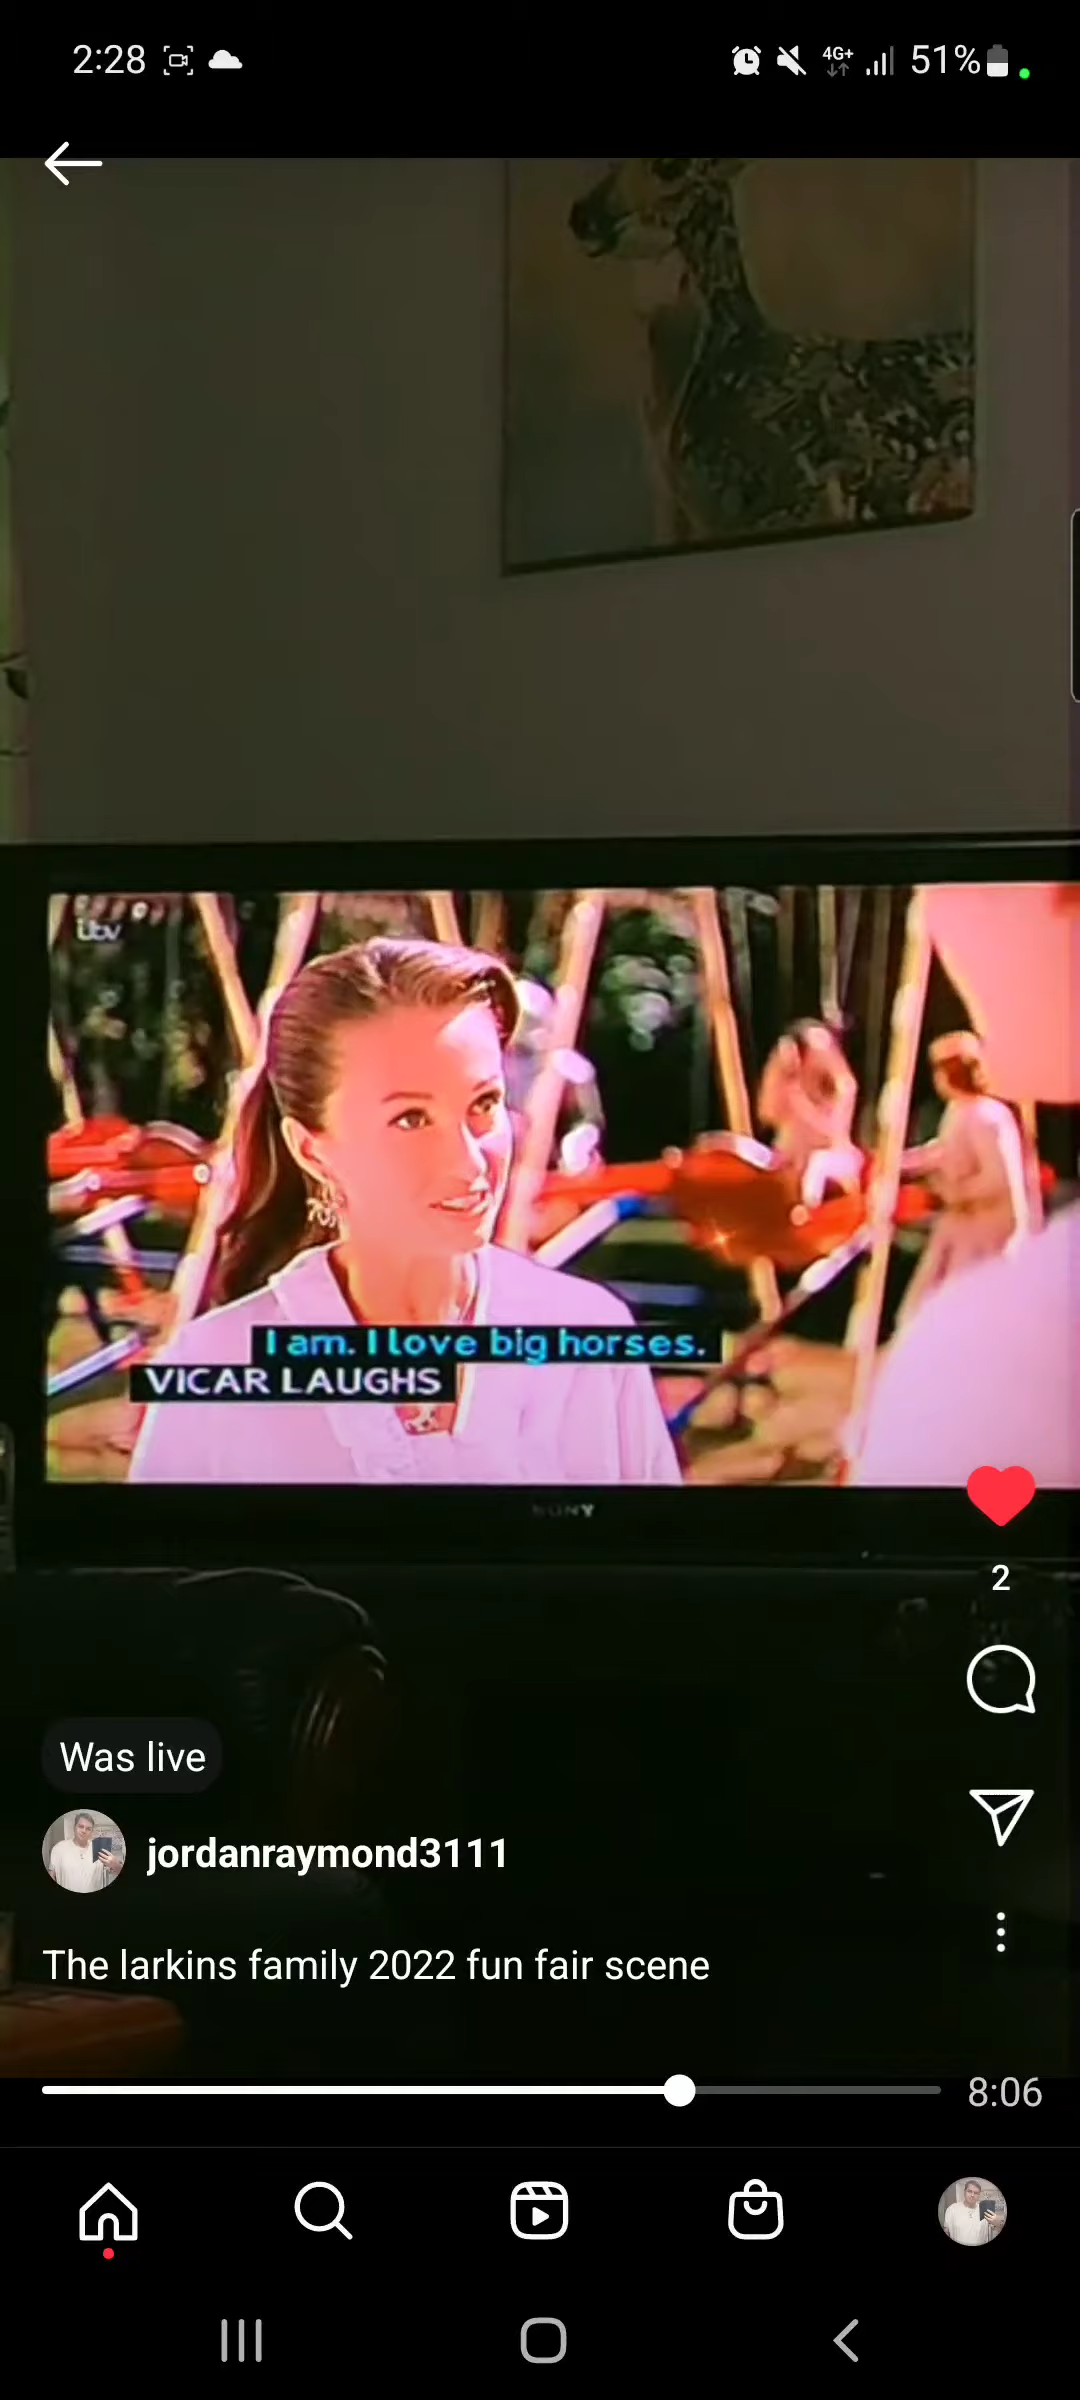 2:28
4G+
51%
itv
I am. I love big horses.
VICAR LAUGHS
SONY
2
Was live
jordanraymond3111
The larkins family 2022 fun fair scene
8:06